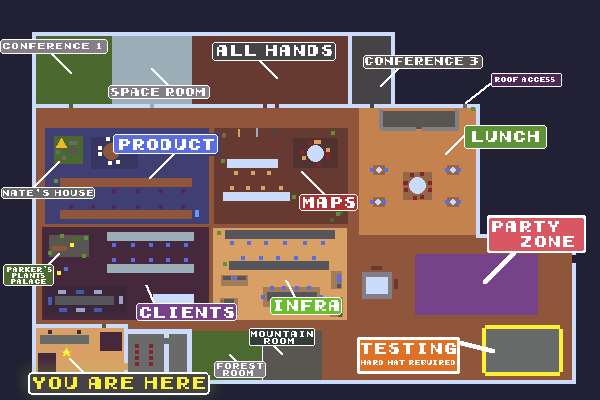 CONFERENCE 1
ALL HANDS
CONFERENCE 3
SPACE ROOM
ROOF ACCESS
PRODUCT
LUNCH
NATE'S HOUSE
MAPS
PARTY
ZONE
PARKER'S
PLANTS
PALACE
CLIENTS
INFRA
MOUNTAIN
ROOM
TESTING
HARD HAT REQUIRED
FOREST
ROOM
YOU ARE HERE